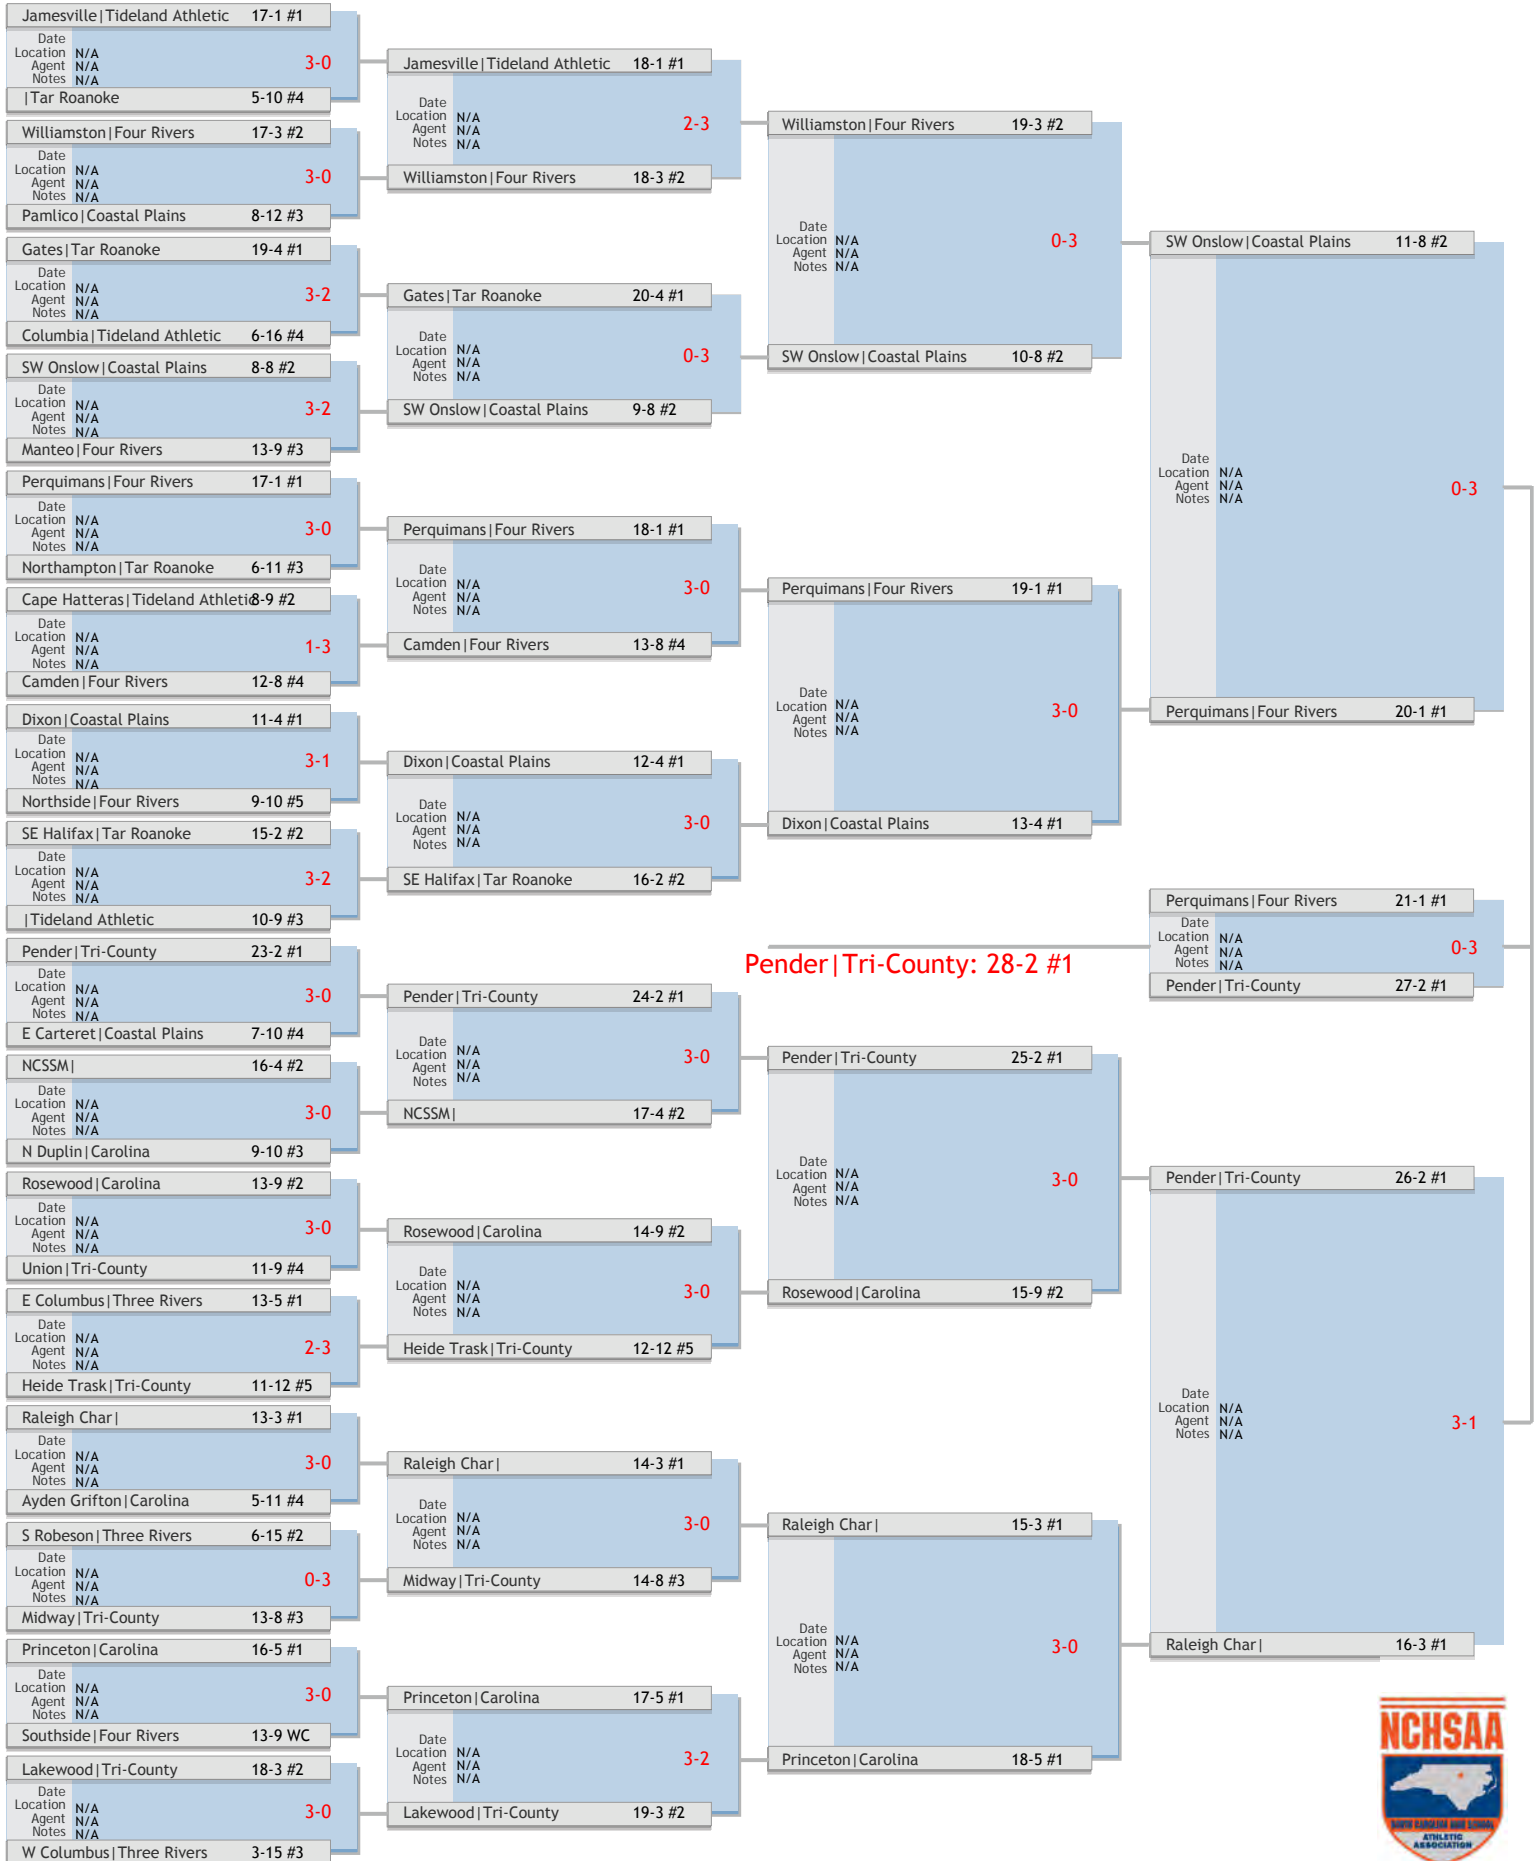 Jamesville|Tideland Athletic 17-1 #1
Date
Location N/A
Agent N/A
Notes N/A
3-0
|Tar Roanoke 5-10 #4
Williamston|Four Rivers 17-3 #2
Date
Location N/A
Agent N/A
Notes N/A
3-0
Pamlico|Coastal Plains 8-12 #3
Gates|Tar Roanoke 19-4 #1
Date
Location N/A
Agent N/A
Notes N/A
3-2
Columbia|Tideland Athletic 6-16 #4
SW Onslow|Coastal Plains 8-8 #2
Date
Location N/A
Agent N/A
Notes N/A
3-2
Manteo|Four Rivers 13-9 #3
Perquimans|Four Rivers 17-1 #1
Date
Location N/A
Agent N/A
Notes N/A
3-0
Northampton|Tar Roanoke 6-11 #3
Cape Hatteras|Tideland Athletic 8-9 #2
Date
Location N/A
Agent N/A
Notes N/A
1-3
Camden|Four Rivers 12-8 #4
Dixon|Coastal Plains 11-4 #1
Date
Location N/A
Agent N/A
Notes N/A
3-1
Northside|Four Rivers 9-10 #5
SE Halifax|Tar Roanoke 15-2 #2
Date
Location N/A
Agent N/A
Notes N/A
3-2
|Tideland Athletic 10-9 #3
Pender|Tri-County 23-2 #1
Date
Location N/A
Agent N/A
Notes N/A
3-0
E Carteret|Coastal Plains 7-10 #4
NCSSM| 16-4 #2
Date
Location N/A
Agent N/A
Notes N/A
3-0
N Duplin|Carolina 9-10 #3
Rosewood|Carolina 13-9 #2
Date
Location N/A
Agent N/A
Notes N/A
3-0
Union|Tri-County 11-9 #4
E Columbus|Three Rivers 13-5 #1
Date
Location N/A
Agent N/A
Notes N/A
2-3
Heide Trask|Tri-County 11-12 #5
Raleigh Char| 13-3 #1
Date
Location N/A
Agent N/A
Notes N/A
3-0
Ayden Grifton|Carolina 5-11 #4
S Robeson|Three Rivers 6-15 #2
Date
Location N/A
Agent N/A
Notes N/A
0-3
Midway|Tri-County 13-8 #3
Princeton|Carolina 16-5 #1
Date
Location N/A
Agent N/A
Notes N/A
3-0
Southside|Four Rivers 13-9 WC
Lakewood|Tri-County 18-3 #2
Date
Location N/A
Agent N/A
Notes N/A
3-0
W Columbus|Three Rivers 3-15 #3
Jamesville|Tideland Athletic 18-1 #1
Date
Location N/A
Agent N/A
Notes N/A
2-3
Williamston|Four Rivers 18-3 #2
Gates|Tar Roanoke 20-4 #1
Date
Location N/A
Agent N/A
Notes N/A
0-3
SW Onslow|Coastal Plains 9-8 #2
Perquimans|Four Rivers 18-1 #1
Date
Location N/A
Agent N/A
Notes N/A
3-0
Camden|Four Rivers 13-8 #4
Dixon|Coastal Plains 12-4 #1
Date
Location N/A
Agent N/A
Notes N/A
3-0
SE Halifax|Tar Roanoke 16-2 #2
Pender|Tri-County 24-2 #1
Date
Location N/A
Agent N/A
Notes N/A
3-0
NCSSM| 17-4 #2
Rosewood|Carolina 14-9 #2
Date
Location N/A
Agent N/A
Notes N/A
3-0
Heide Trask|Tri-County 12-12 #5
Raleigh Char| 14-3 #1
Date
Location N/A
Agent N/A
Notes N/A
3-0
Midway|Tri-County 14-8 #3
Princeton|Carolina 17-5 #1
Date
Location N/A
Agent N/A
Notes N/A
3-2
Lakewood|Tri-County 19-3 #2
Williamston|Four Rivers 19-3 #2
Date
Location N/A
Agent N/A
Notes N/A
0-3
SW Onslow|Coastal Plains 10-8 #2
Perquimans|Four Rivers 19-1 #1
Date
Location N/A
Agent N/A
Notes N/A
3-0
Dixon|Coastal Plains 13-4 #1
Pender|Tri-County: 28-2 #1
Pender|Tri-County 25-2 #1
Date
Location N/A
Agent N/A
Notes N/A
3-0
Rosewood|Carolina 15-9 #2
Raleigh Char| 15-3 #1
Date
Location N/A
Agent N/A
Notes N/A
3-0
Princeton|Carolina 18-5 #1
SW Onslow|Coastal Plains 11-8 #2
Date
Location N/A
Agent N/A
Notes N/A
0-3
Perquimans|Four Rivers 20-1 #1
Perquimans|Four Rivers 21-1 #1
Date
Location N/A
Agent N/A
Notes N/A
0-3
Pender|Tri-County 27-2 #1
Pender|Tri-County 26-2 #1
Date
Location N/A
Agent N/A
Notes N/A
3-1
Raleigh Char| 16-3 #1
NCHSAA
NORTH CAROLINA HIGH SCHOOL
ATHLETIC
ASSOCIATION